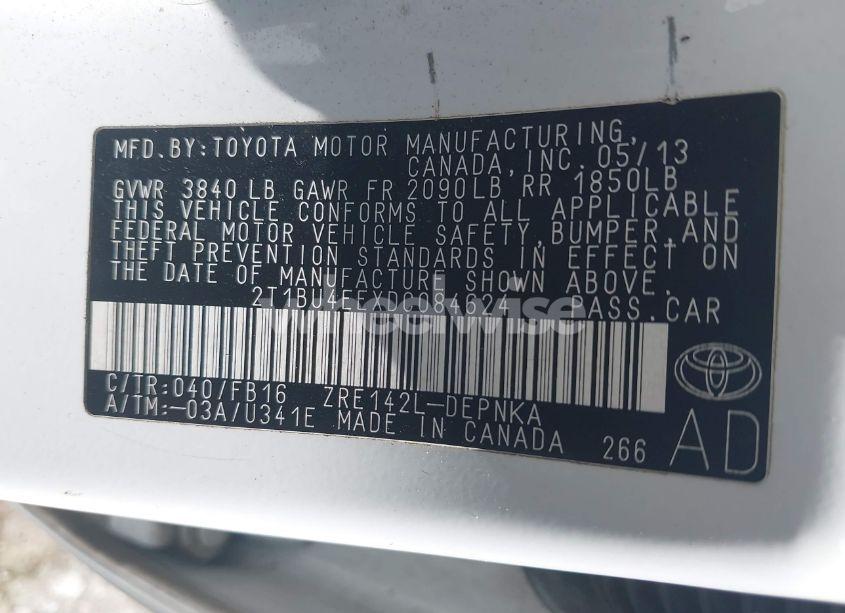 MFD.BY:TOYOTA MOTOR MANUFACTURING,
CANADA,INC. 05/13
GVWR 3840 LB GAWR FR 2090LB RR 1850LB
THIS VEHICLE CONFORMS TO ALL APPLICABLE
FEDERAL MOTOR VEHICLE SAFETY,BUMPER,AND
THEFT PREVENTION STANDARDS IN EFFECT ON
THE DATE OF MANUFACTURE SHOWN ABOVE.
PASS.CAR
wheelwise
C/TR:040/FB16 ZRE142L-DEPNKA
A/TM:-03A/U341E MADE IN CANADA 266
AD